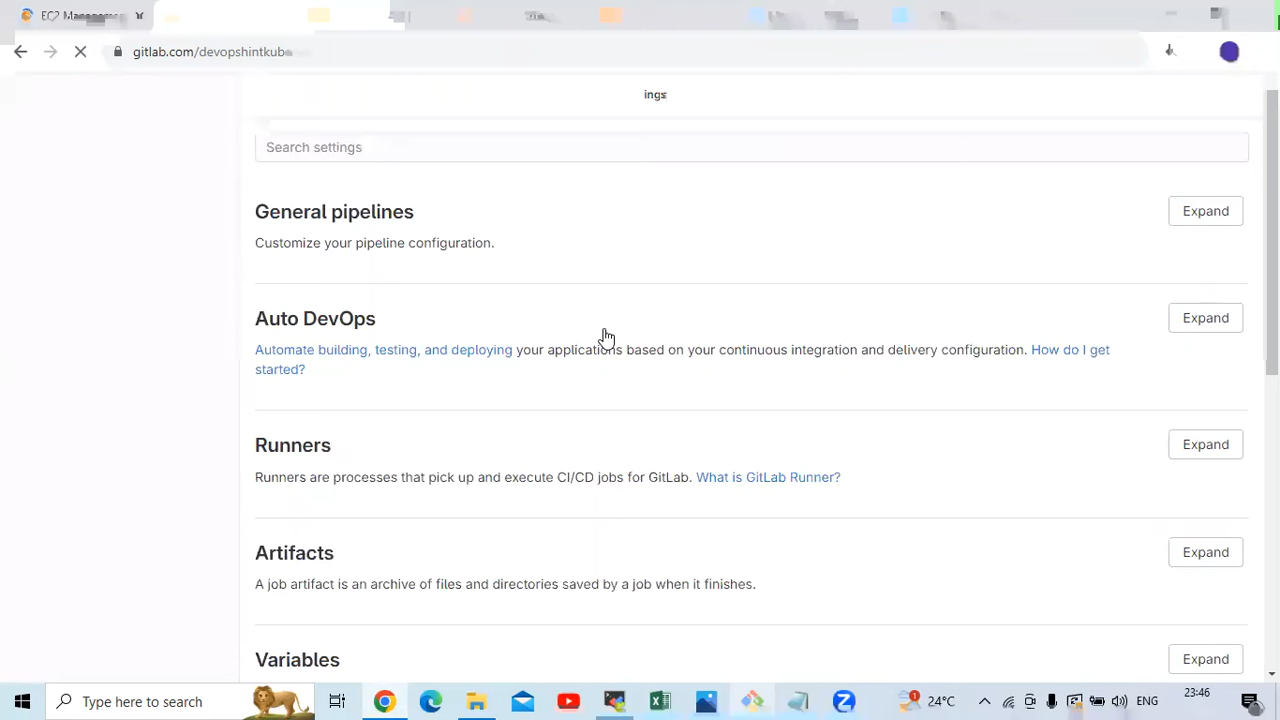 EC2 Manag
gitlab.com/devopshintkub
ings
Search settings
General pipelines
Expand
Customize your pipeline configuration.
Auto DevOps
Expand
Automate building, testing, and deploying your applications based on your continuous integration and delivery configuration. How do I get
started?
Runners
Expand
Runners are processes that pick up and execute CI/CD jobs for GitLab. What is GitLab Runner?
Artifacts
Expand
A job artifact is an archive of files and directories saved by a job when it finishes.
Variables
Expand
Type here to search
1
24°C
ENG
23:46